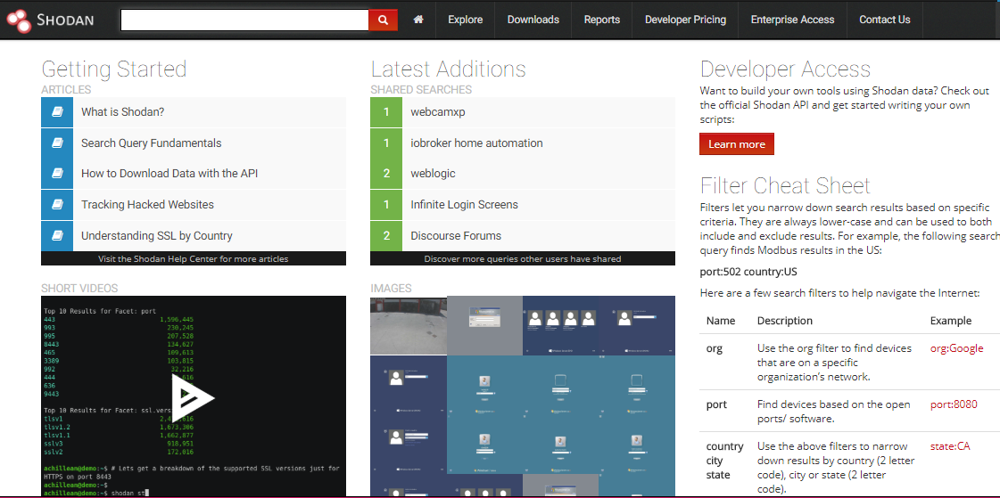 SHODAN
Explore
Downloads
Reports
Developer Pricing
Enterprise Access
Contact Us
Getting Started
ARTICLES
What is Shodan?
Search Query Fundamentals
How to Download Data with the API
Tracking Hacked Websites
Understanding SSL by Country
Visit the Shodan Help Center for more articles
SHORT VIDEOS
Top 10 Results for Facet: port
443 1,596,445
993 230,245
995 207,528
8443 134,627
465 109,613
3389 103,815
992 32,216
444
636
9443
Top 10 Results for Facet: ssl.vers
tlsv1
tlsv1.2 1,673,306
tlsv1.1 1,662,877
sslv3 918,951
sslv2 172,016
achillean@demo:~$ # Lets get a breakdown of the supported SSL versions just for
HTTPS on port 8443
achillean@demo:~$
achillean@demo:~$ shodan st
Latest Additions
SHARED SEARCHES
1 webcamxp
1 iobroker home automation
2 weblogic
1 Infinite Login Screens
2 Discourse Forums
Discover more queries other users have shared
IMAGES
Developer Access
Want to build your own tools using Shodan data? Check out
the official Shodan API and get started writing your own
scripts:
Learn more
Filter Cheat Sheet
Filters let you narrow down search results based on specific
criteria. They are always lower-case and can be used to both
include and exclude results. For example, the following search
query finds Modbus results in the US:
port:502 country:US
Here are a few search filters to help navigate the Internet:
Name Description Example
org Use the org filter to find devices org:Google
that are on a specific
organization's network.
port Find devices based on the open port:8080
ports/ software.
country Use the above filters to narrow state:CA
city down results by country (2 letter
state code), city or state (2 letter
code).